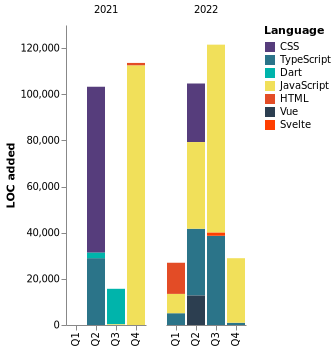 2021
2022
Language
CSS
TypeScript
Dart
JavaScript
HTML
Vue
Svelte
LOC added
120,000
100,000
80,000
60,000
40,000
20,000
0
Q1
Q2
Q3
Q4
Q1
Q2
Q3
Q4